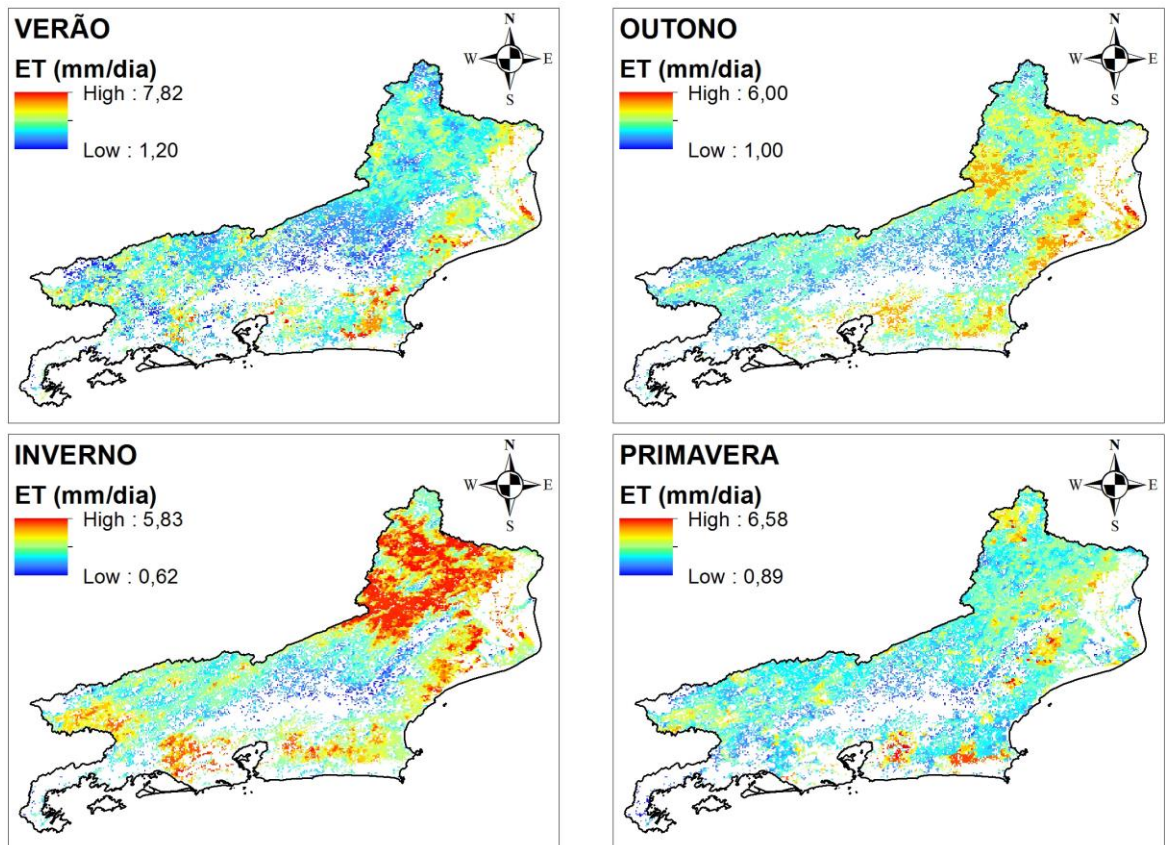 VERÃO
ET (mm/dia)
High : 7,82
Low : 1,20
N
W
E
S
OUTONO
ET (mm/dia)
High : 6,00
Low : 1,00
N
W
E
S
INVERNO
ET (mm/dia)
High : 5,83
Low : 0,62
N
W
E
S
PRIMAVERA
ET (mm/dia)
High : 6,58
Low : 0,89
N
W
E
S